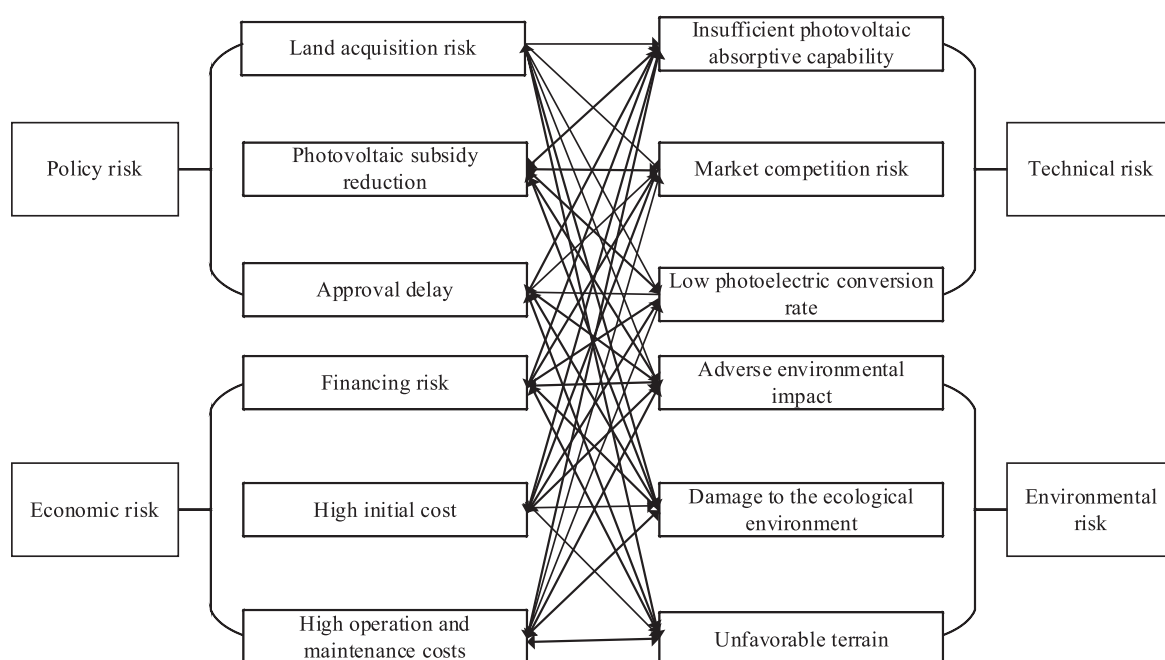 Policy risk
Land acquisition risk
Photovoltaic subsidy
reduction
Approval delay
Economic risk
Financing risk
High initial cost
High operation and
maintenance costs
Insufficient photovoltaic
absorptive capability
Market competition risk
Low photoelectric conversion
rate
Technical risk
Adverse environmental
impact
Damage to the ecological
environment
Unfavorable terrain
Environmental
risk